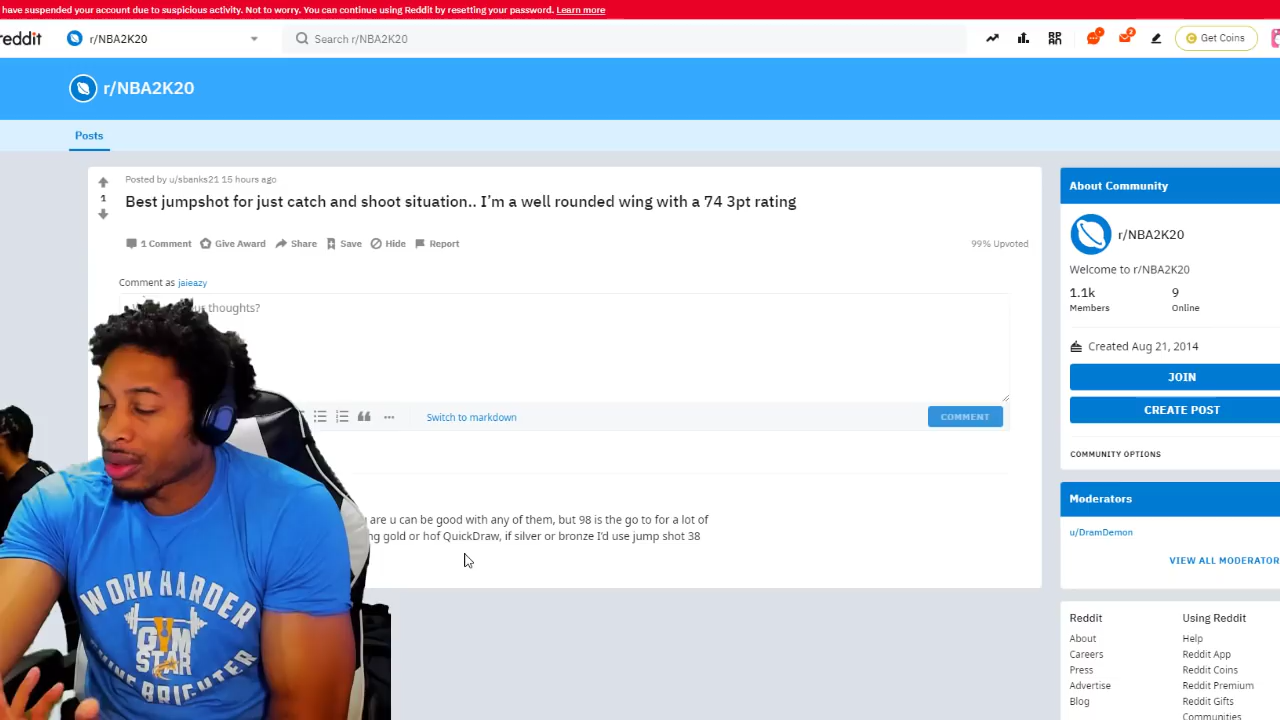 have suspended your account due to suspicious activity. Not to worry. You can continue using Reddit by resetting your password. Learn more
reddit
r/NBA2K20
Search r/NBA2K20
Get Coins
r/NBA2K20
Posts
Posted by u/sbanks21 15 hours ago
1
Best jumpshot for just catch and shoot situation.. I'm a well rounded wing with a 74 3pt rating
1 Comment Give Award Share Save Hide Report
99% Upvoted
Comment as jaieazy
thoughts?
Switch to markdown
COMMENT
are u can be good with any of them, but 98 is the go to for a lot of
gold or hof QuickDraw, if silver or bronze I'd use jump shot 38
About Community
r/NBA2K20
Welcome to r/NBA2K20
1.1k 9
Members Online
Created Aug 21, 2014
JOIN
CREATE POST
COMMUNITY OPTIONS
Moderators
u/DramDemon
VIEW ALL MODERATOR
Reddit Using Reddit
About Help
Careers Reddit App
Press Reddit Coins
Advertise Reddit Premium
Blog Reddit Gifts
Communities
WORK HARDER
GYM
STAR
SHINE BRIGHTER